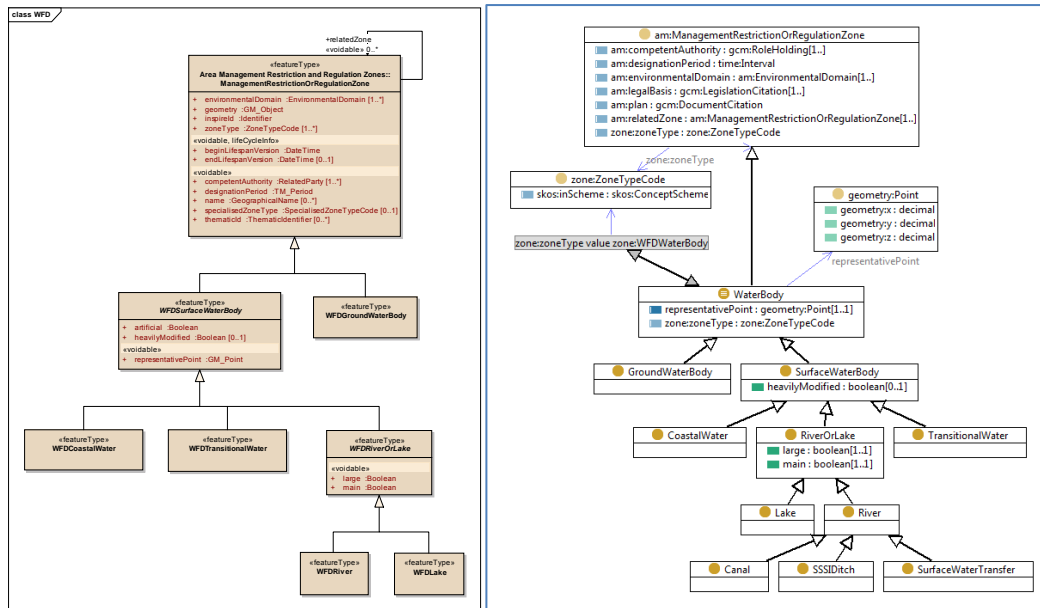 class WFD
+relatedZone
«voidable» 0..*
«featureType»
Area Management Restriction and Regulation Zones::
ManagementRestrictionOrRegulationZone
+ environmentalDomain :EnvironmentalDomain [1..*]
+ geometry :GM_Object
+ inspireId :Identifier
+ zoneType :ZoneTypeCode [1..*]
«voidable, lifeCycleInfo»
+ beginLifespanVersion :DateTime
+ endLifespanVersion :DateTime [0..1]
«voidable»
+ competentAuthority :RelatedParty [1..*]
+ designationPeriod :TM_Period
+ name :GeographicalName [0..*]
+ specialisedZoneType :SpecialisedZoneTypeCode [0..1]
+ thematicId :ThematicIdentifier [0..*]
«featureType»
WFDSurfaceWaterBody
+ artificial :Boolean
+ heavilyModified :Boolean [0..1]
«voidable»
+ representativePoint :GM_Point
«featureType»
WFDGroundWaterBody
«featureType»
WFDCoastalWater
«featureType»
WFDTransitionalWater
«featureType»
WFDRiverOrLake
«voidable»
+ large :Boolean
+ main :Boolean
«featureType»
WFDRiver
«featureType»
WFDLake
am:ManagementRestrictionOrRegulationZone
am:competentAuthority : gcm:RoleHolding[1..]
am:designationPeriod : time:Interval
am:environmentalDomain : am:EnvironmentalDomain[1..]
am:legalBasis : gcm:LegislationCitation[1..]
am:plan : gcm:DocumentCitation
am:relatedZone : am:ManagementRestrictionOrRegulationZone[1..]
zone:zoneType : zone:ZoneTypeCode
zone:zoneType
zone:ZoneTypeCode
skos:inScheme : skos:ConceptScheme
geometry:Point
geometry:x : decimal
geometry:y : decimal
geometry:z : decimal
zone:zoneType value zone:WFDWaterBody
representativePoint
WaterBody
representativePoint : geometry:Point[1..1]
zone:zoneType : zone:ZoneTypeCode
GroundWaterBody
SurfaceWaterBody
heavilyModified : boolean[0..1]
CoastalWater
RiverOrLake
large : boolean[1..1]
main : boolean[1..1]
TransitionalWater
Lake
River
Canal
SSSIDitch
SurfaceWaterTransfer